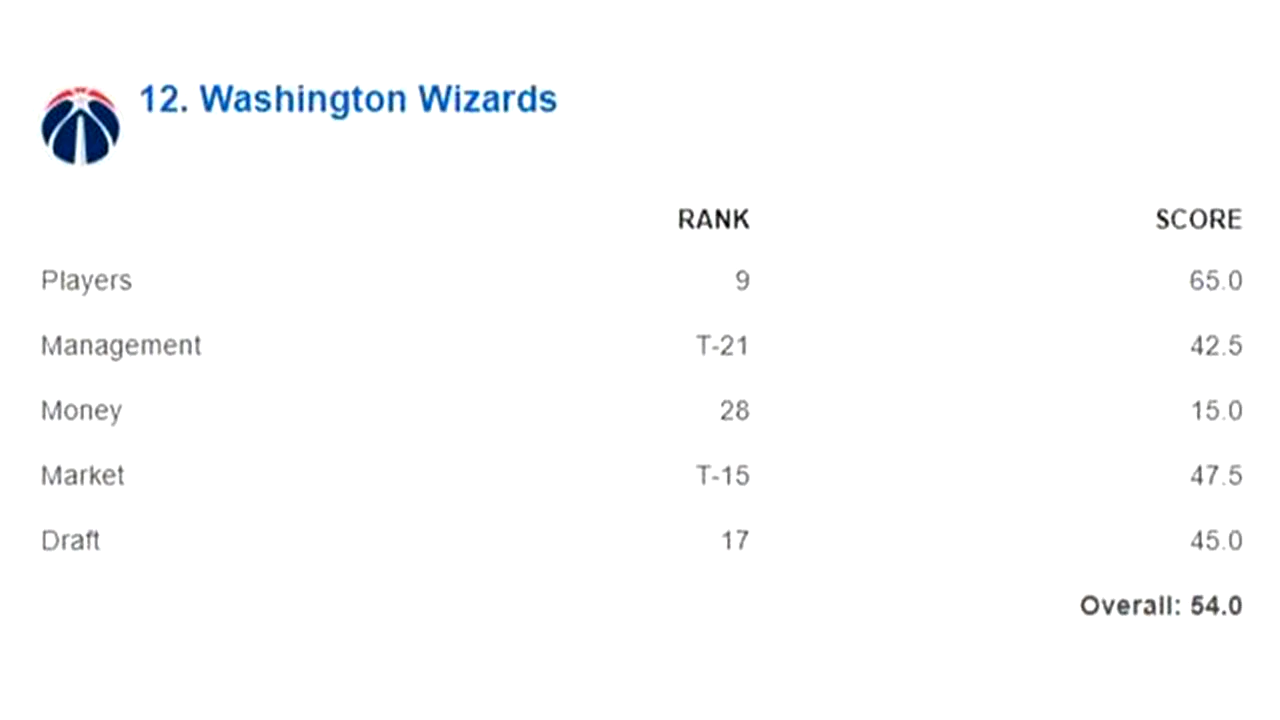 12. Washington Wizards
RANK SCORE
Players 9 65.0
Management T-21 42.5
Money 28 15.0
Market T-15 47.5
Draft 17 45.0
Overall: 54.0